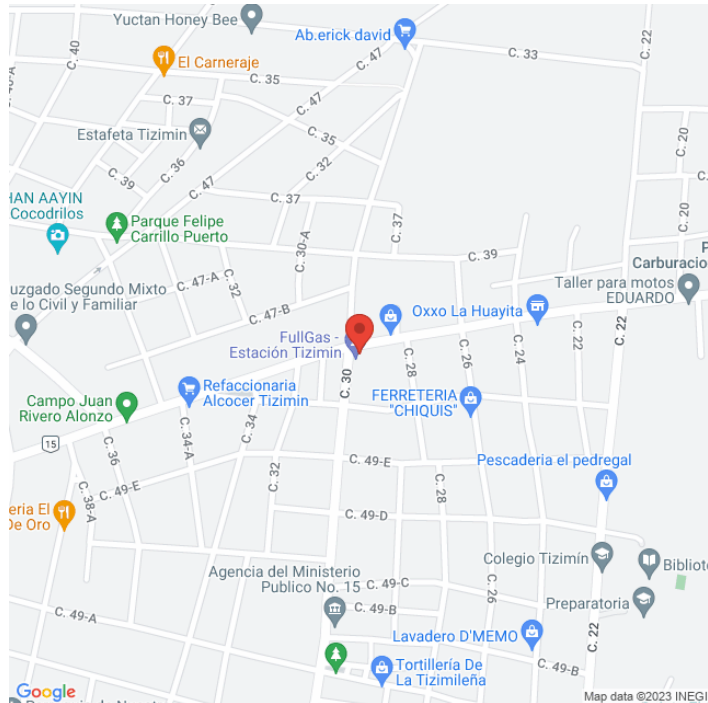 Yuctan Honey Bee
Ab.erick david
C. 22
C. 40
C. 47
C. 33
El Carneraje
C. 35
C. 37
C. 47
C. 35
C. 20
Estafeta Tizimin
C. 36
C. 32
C. 39
C. 47
HAN AAYIN
Cocodrilos
C. 37
C. 37
C. 20
Parque Felipe
Carrillo Puerto
C. 30-A
C. 39
Carburacio
C. 47-A
C. 32
Taller para motos
EDUARDO
uzgado Segundo Mixto
e lo Civil y Familiar
C. 47-B
Oxxo La Huayita
FullGas -
Estación Tizimin
C. 30
C. 28
C. 26
C. 24
C. 22
C. 22
Refaccionaria
Alcocer Tizimin
FERRETERIA
"CHIQUIS"
Campo Juan
Rivero Alonzo
15
C. 36
C. 34-A
C. 34
C. 32
C. 49-E
C. 28
Pescaderia el pedregal
C. 38-A
C. 49-E
eria El
De Oro
C. 49-D
Colegio Tizimín
Bibliote
Agencia del Ministerio
Publico No. 15
C. 49-C
C. 26
Preparatoria
C. 49-A
C. 49-B
Lavadero D'MEMO
C. 22
C. 49-B
Tortillería De
La Tizimileña
Google
Map data ©2023 INEGI